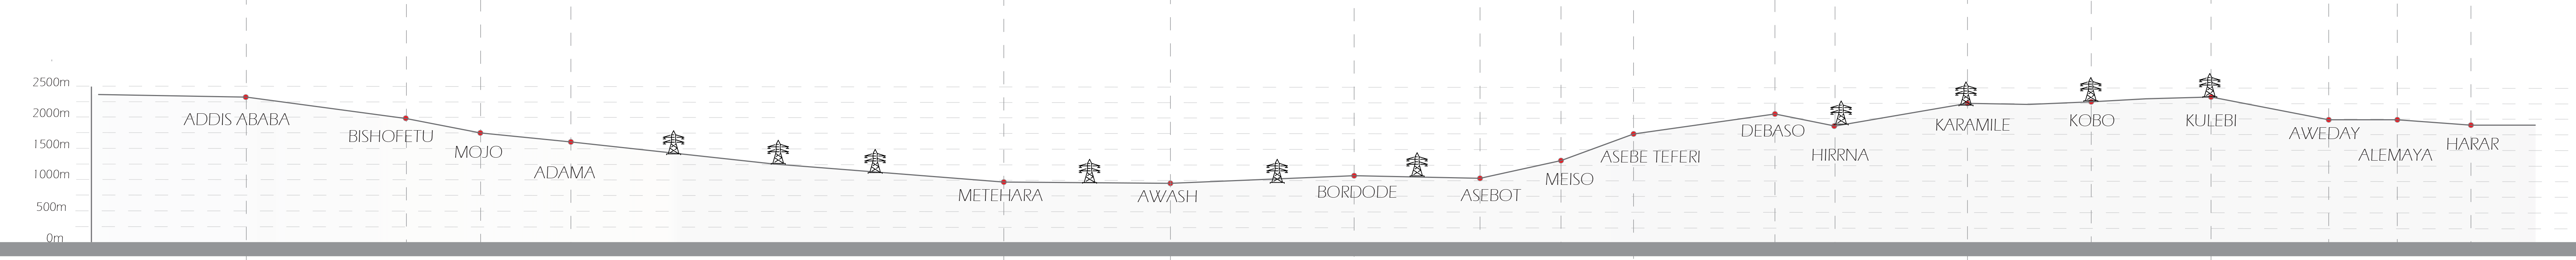 2500m
2000m
1500m
1000m
500m
0m
ADDIS ABABA
BISHOFETU
MOJO
ADAMA
METEHARA
AWASH
BORDODE
ASEBOT
MEISO
ASEBE TEFERI
DEBASO
HIRRNA
KARAMILE
KOBO
KULEBI
AWEDAY
ALEMAYA
HARAR